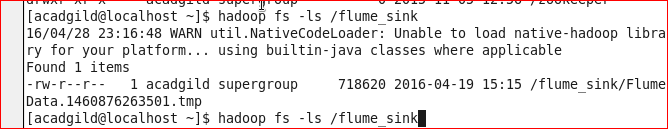 [acadgild@localhost ~]$ hadoop fs -ls /flume_sink
16/04/28 23:16:48 WARN util.NativeCodeLoader: Unable to load native-hadoop libra
ry for your platform... using builtin-java classes where applicable
Found 1 items
-rw-r--r--   1 acadgild supergroup     718620 2016-04-19 15:15 /flume_sink/Flume
Data.1460876263501.tmp
[acadgild@localhost ~]$ hadoop fs -ls /flume_sink